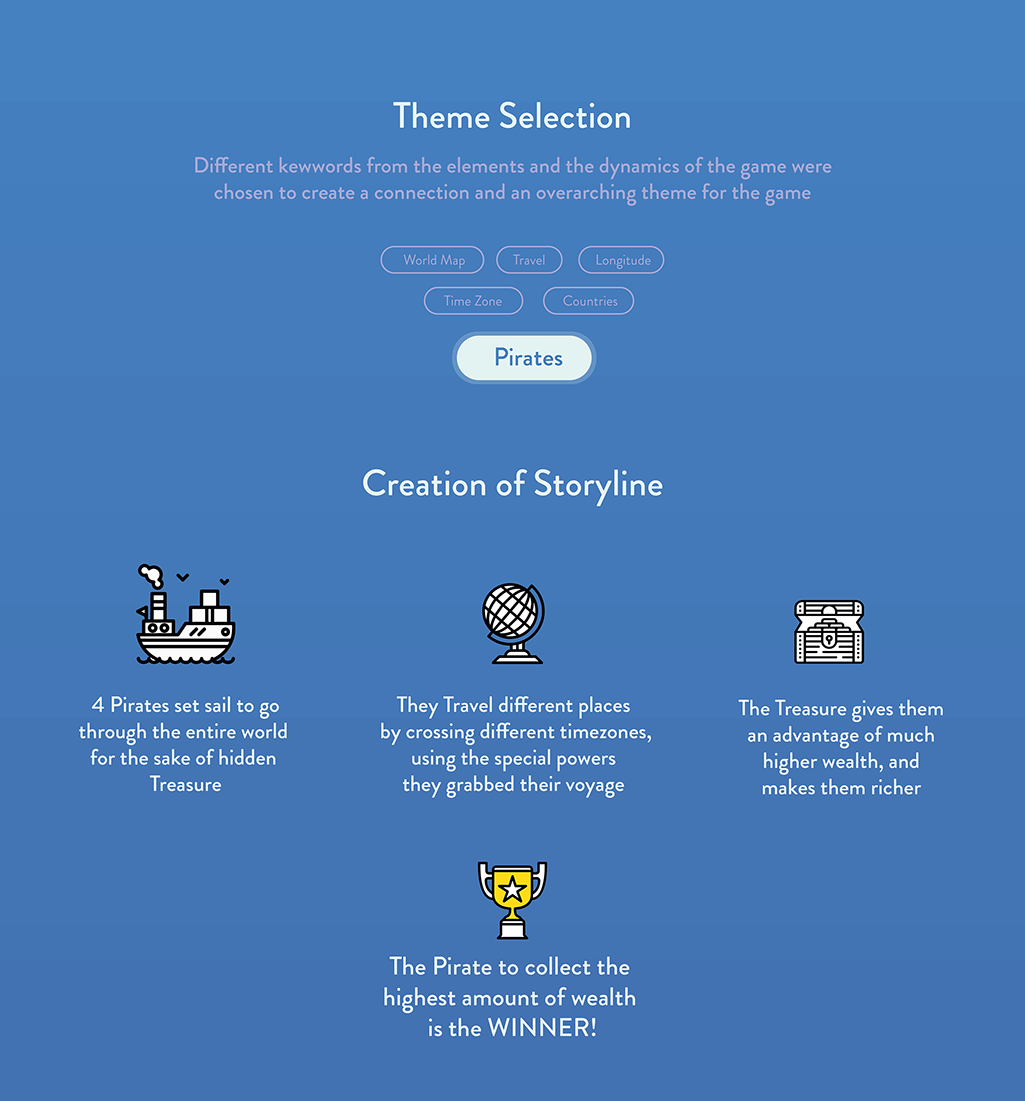 Theme Selection
Different kewwords from the elements and the dynamics of the game were
chosen to create a connection and an overarching theme for the game
World Map
Travel
Longitude
Time Zone
Countries
Pirates
Creation of Storyline
4 Pirates set sail to go
through the entire world
for the sake of hidden
Treasure
They Travel different places
by crossing different timezones,
using the special powers
they grabbed their voyage
The Treasure gives them
an advantage of much
higher wealth, and
makes them richer
The Pirate to collect the
highest amount of wealth
is the WINNER!